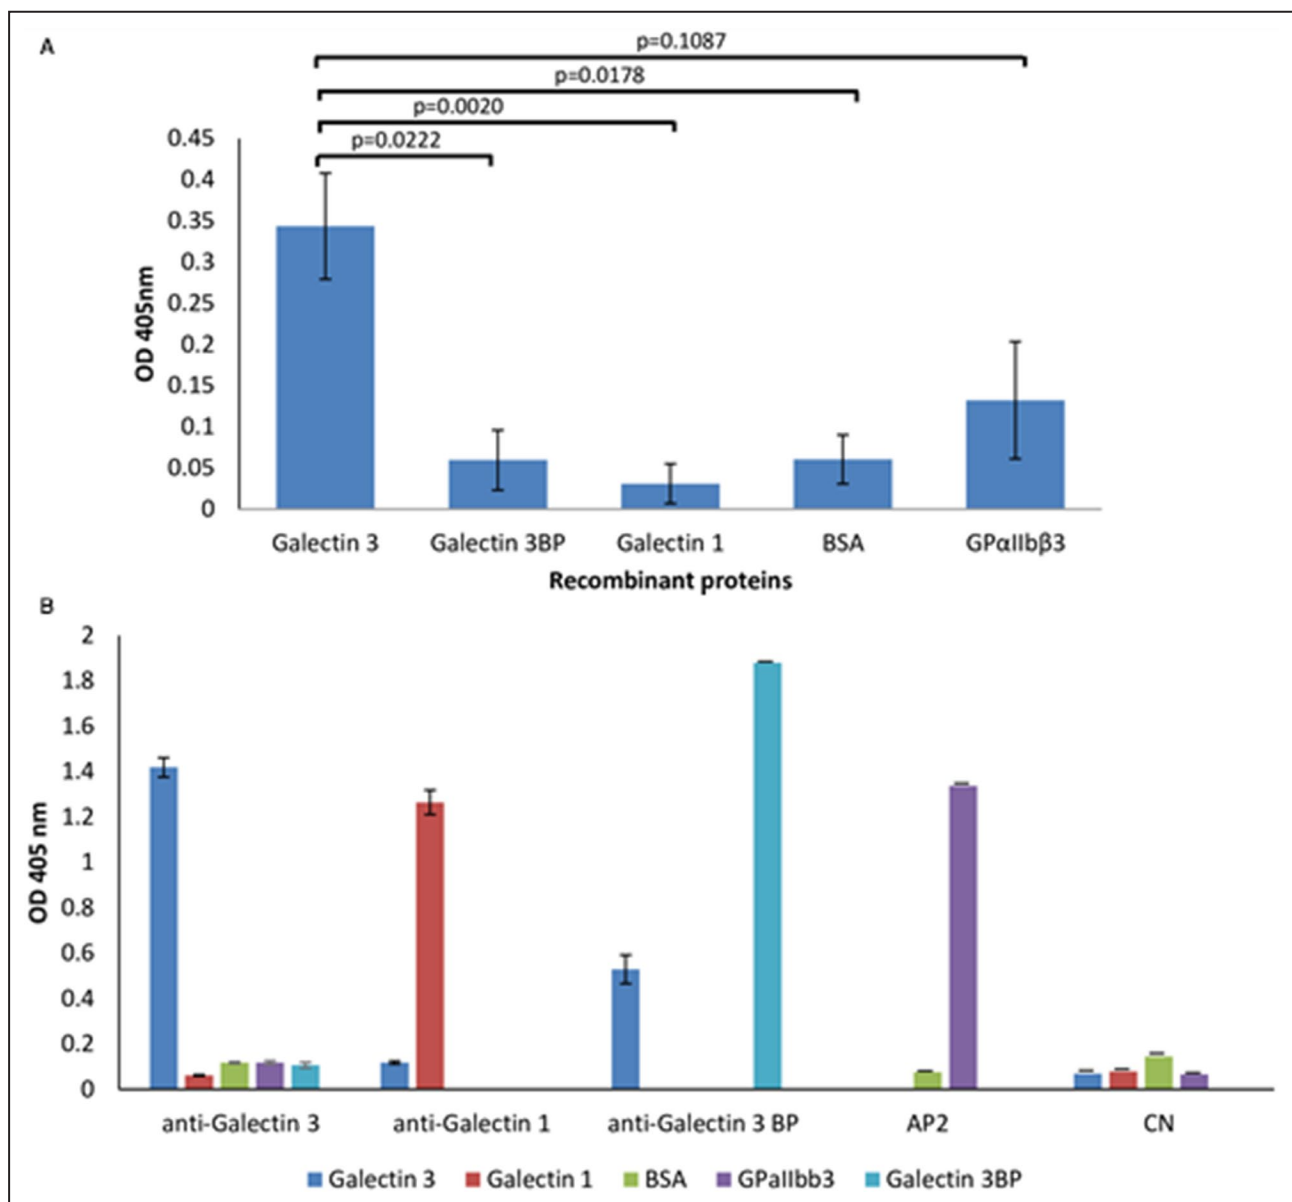 A
p=0.1087
p=0.0178
p=0.0020
p=0.0222
0.45
0.4
0.35
0.3
0.25
0.2
0.15
0.1
0.05
0
OD 405nm
Galectin 3 Galectin 3BP Galectin 1 BSA GPαIIbβ3
Recombinant proteins
B
2
1.8
1.6
1.4
1.2
1
0.8
0.6
0.4
0.2
0
OD 405 nm
anti-Galectin 3 anti-Galectin 1 anti-Galectin 3 BP AP2 CN
Galectin 3 Galectin 1 BSA GPaIIbb3 Galectin 3BP